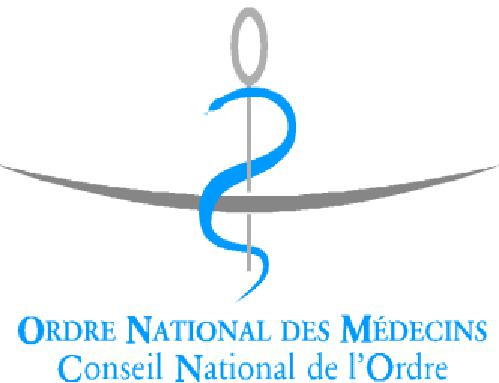 ORDRE NATIONAL DES MÉDECINS
Conseil National de l'Ordre